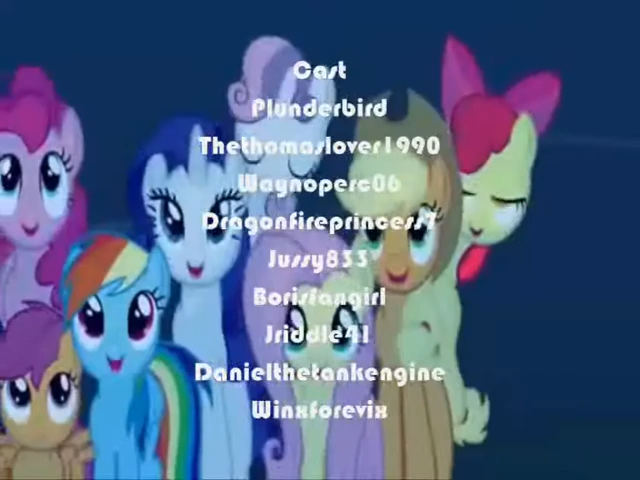 Cast
Plunderbird
Thethomaslover1990
Waynoperc06
Dragonfireprincess7
Jussy833
Borisfangirl
Jriddle41
Danielthetankengine
Winxforevix